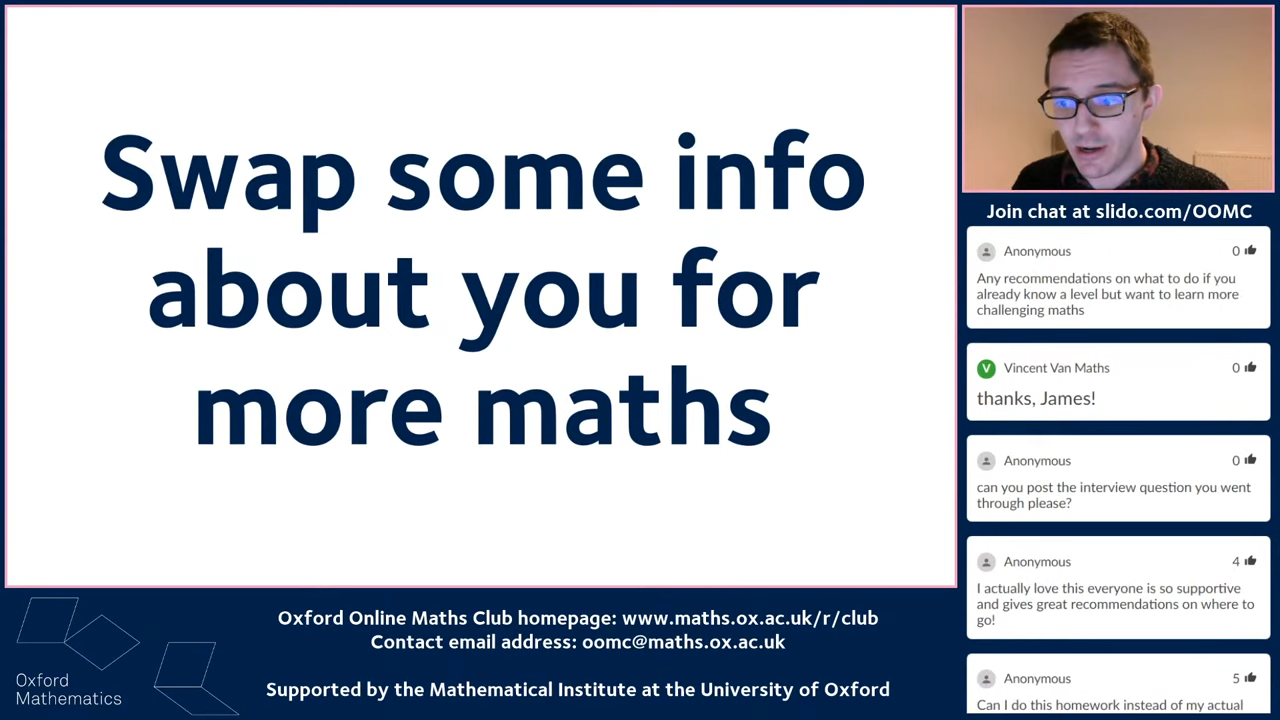 Swap some info
about you for
more maths
Join chat at slido.com/OOMC
Anonymous
0
Any recommendations on what to do if you
already know a level but want to learn more
challenging maths
V
Vincent Van Maths
0
thanks, James!
Anonymous
0
can you post the interview question you went
through please?
Anonymous
4
I actually love this everyone is so supportive
and gives great recommendations on where to
go!
Anonymous
5
Can I do this homework instead of my actual
Oxford Online Maths Club homepage: www.maths.ox.ac.uk/r/club
Contact email address: oomc@maths.ox.ac.uk
Supported by the Mathematical Institute at the University of Oxford
Oxford
Mathematics